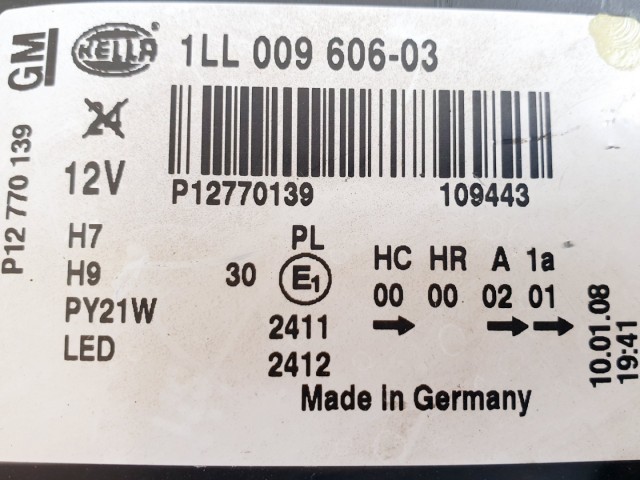 GM
HELLA
1LL 009 606-03
P12 770 139
24
12V
P12770139 109443
H7
H9
PY21W
LED
PL
30 E1
2411
2412
HC HR A 1a
00 00 02 01
Made In Germany
10.01.08
19:41